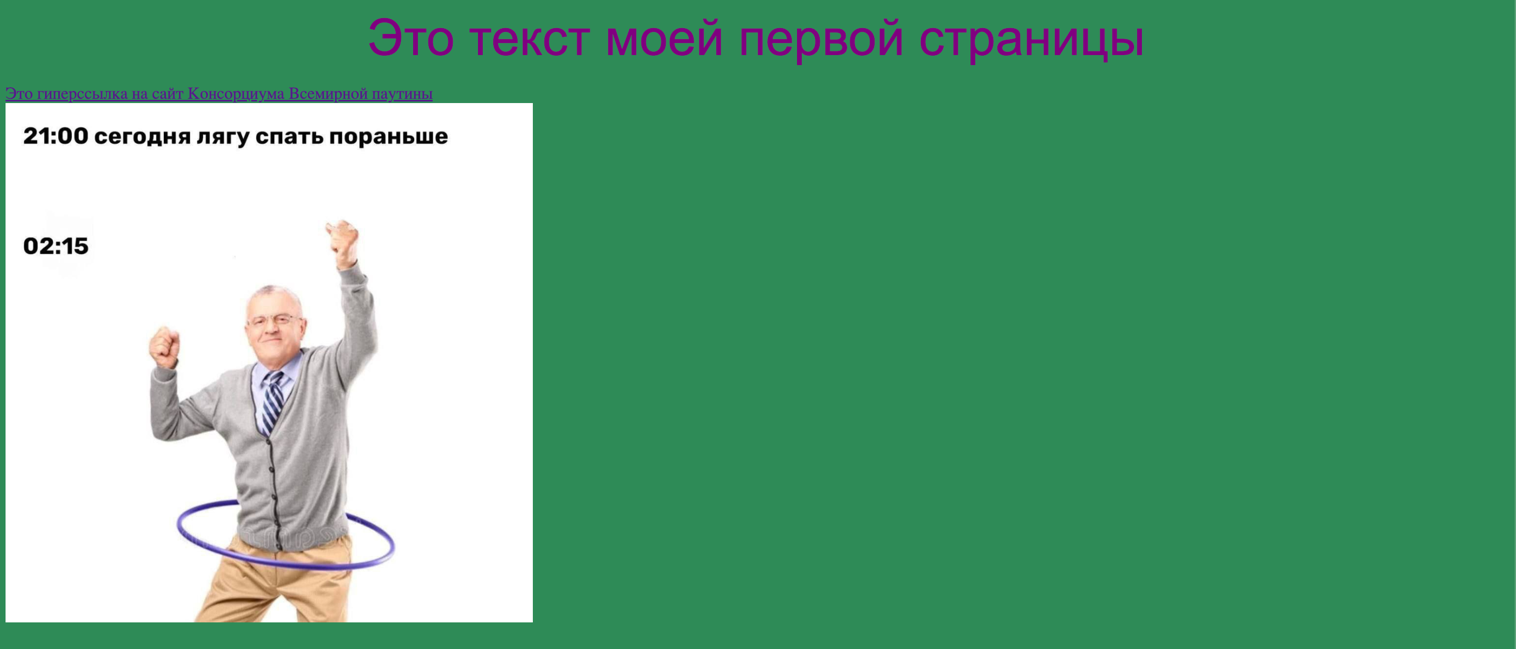 Это текст моей первой страницы
Это гиперссылка на сайт Консорциума Всемирной паутины
21:00 сегодня лягу спать пораньше
02:15